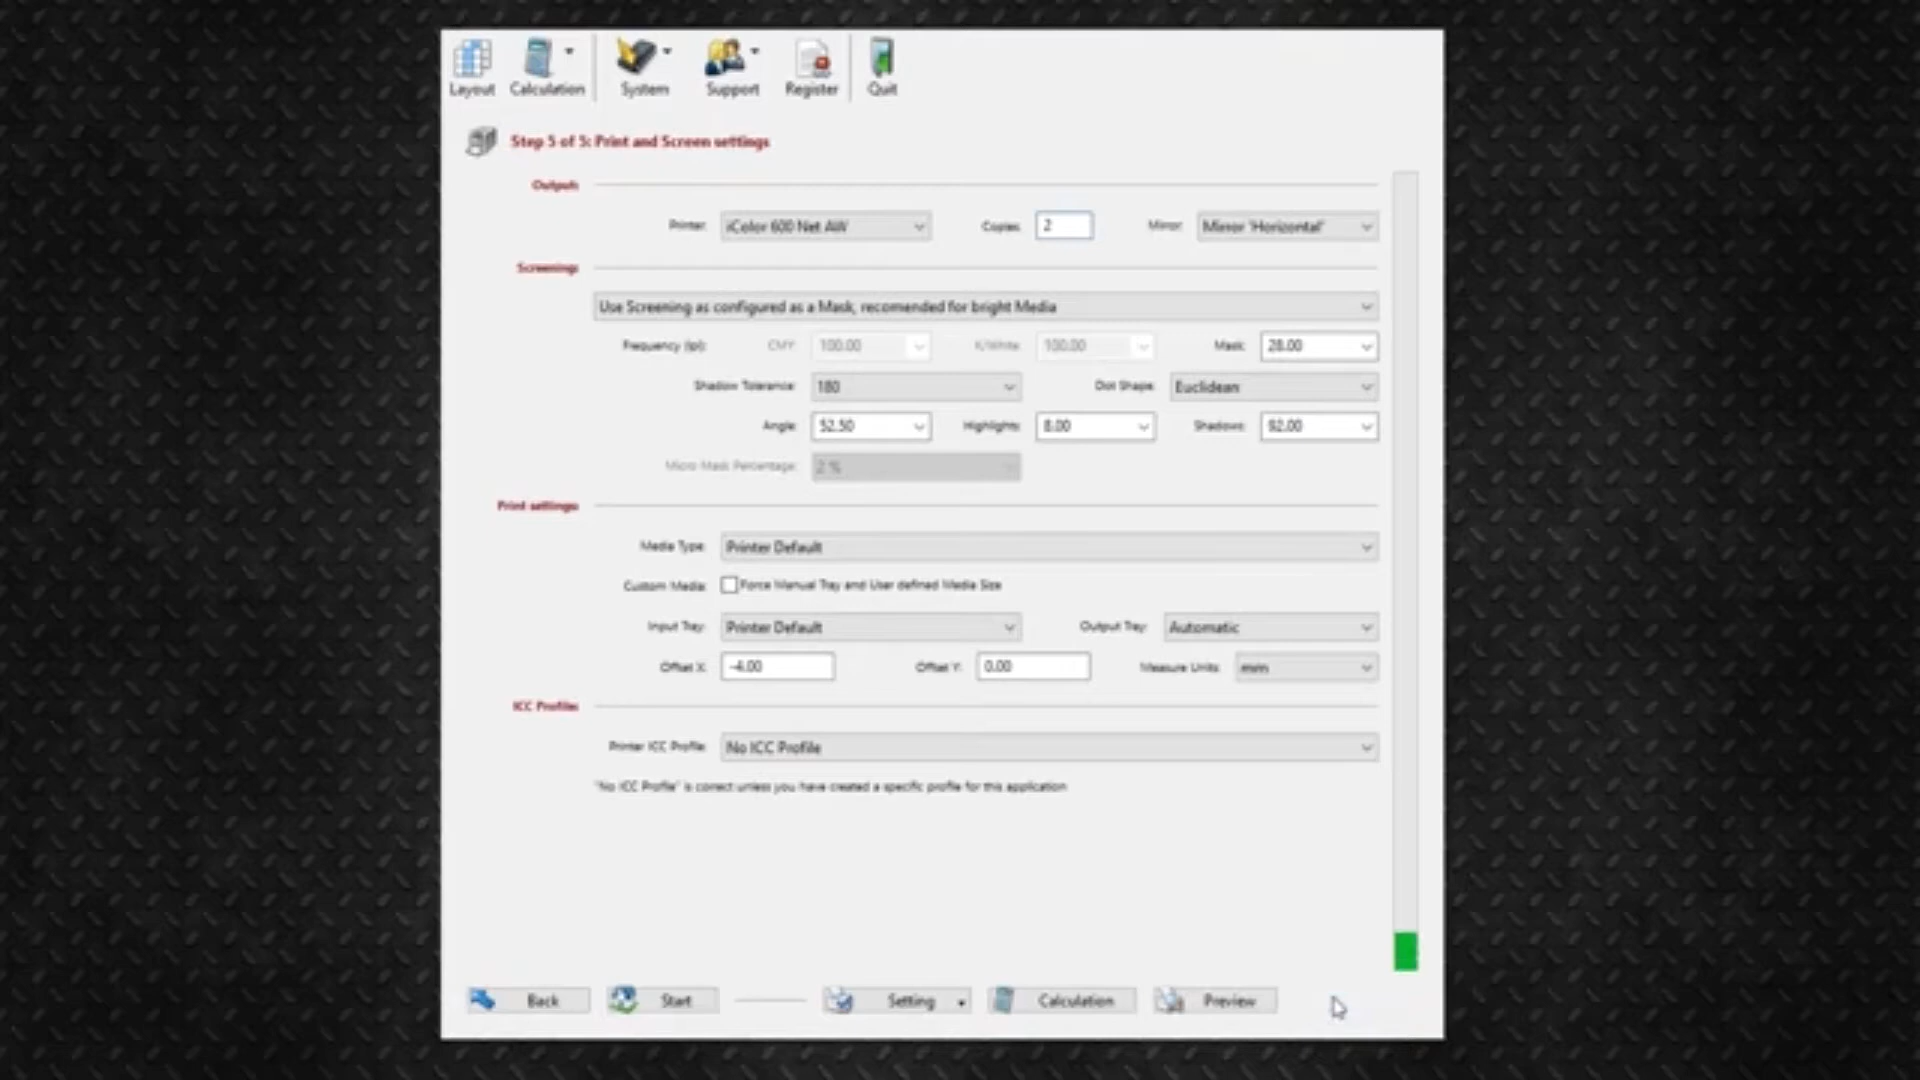 Layout Calculation System Support Register Quit
Step 5 of 5: Print and Screen settings
Outputs
Printer: iColor 600 Net AW Copies: 2 Mirror: Mirror 'Horizontal'
Screenings
Use Screening as configured as a Mask, recomended for bright Media
Frequency (lpi): CMY: 100.00 K/White: 100.00 Mask: 28.00
Shadow Tolerance: 180 Dot Shape: Euclidean
Angle: 52.50 Highlights: 8.00 Shadows: 92.00
Micro Mask Percentage: 2 %
Print settings
Media Type: Printer Default
Custom Media: Force Manual Tray and User defined Media Size
Input Tray: Printer Default Output Tray: Automatic
Offset X: -4.00 Offset Y: 0.00 Measure Units: mm
ICC Profiles
Printer ICC Profile: No ICC Profile
"No ICC Profile" is correct unless you have created a specific profile for this application
Back Start Setting Calculation Preview